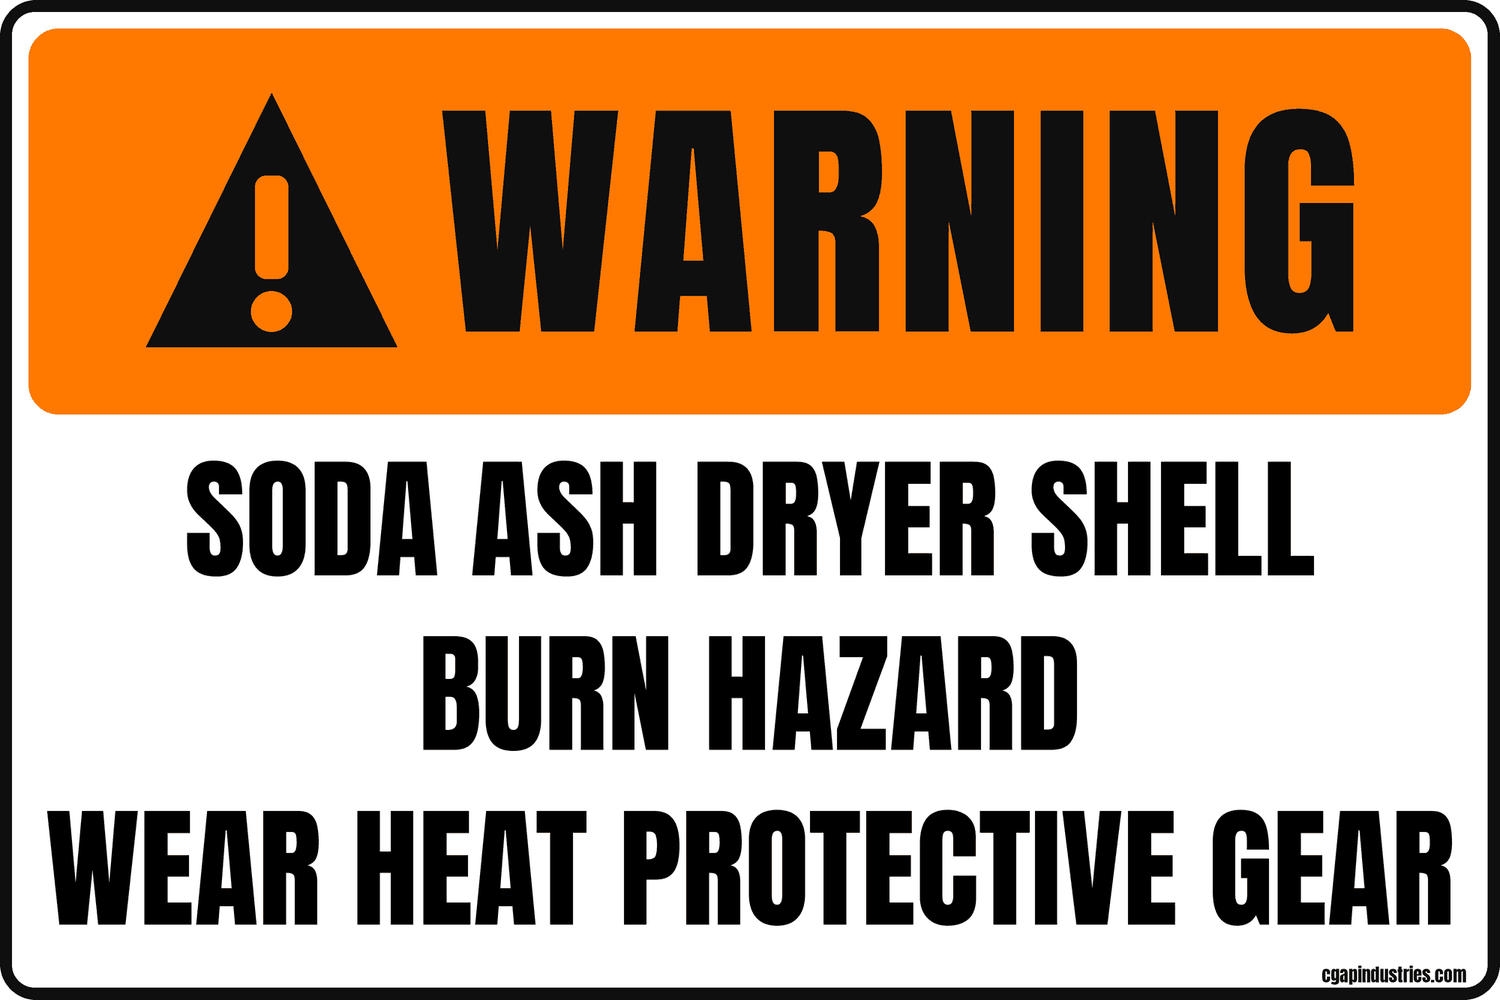 WARNING
SODA ASH DRYER SHELL
BURN HAZARD
WEAR HEAT PROTECTIVE GEAR
cgapindustries.com